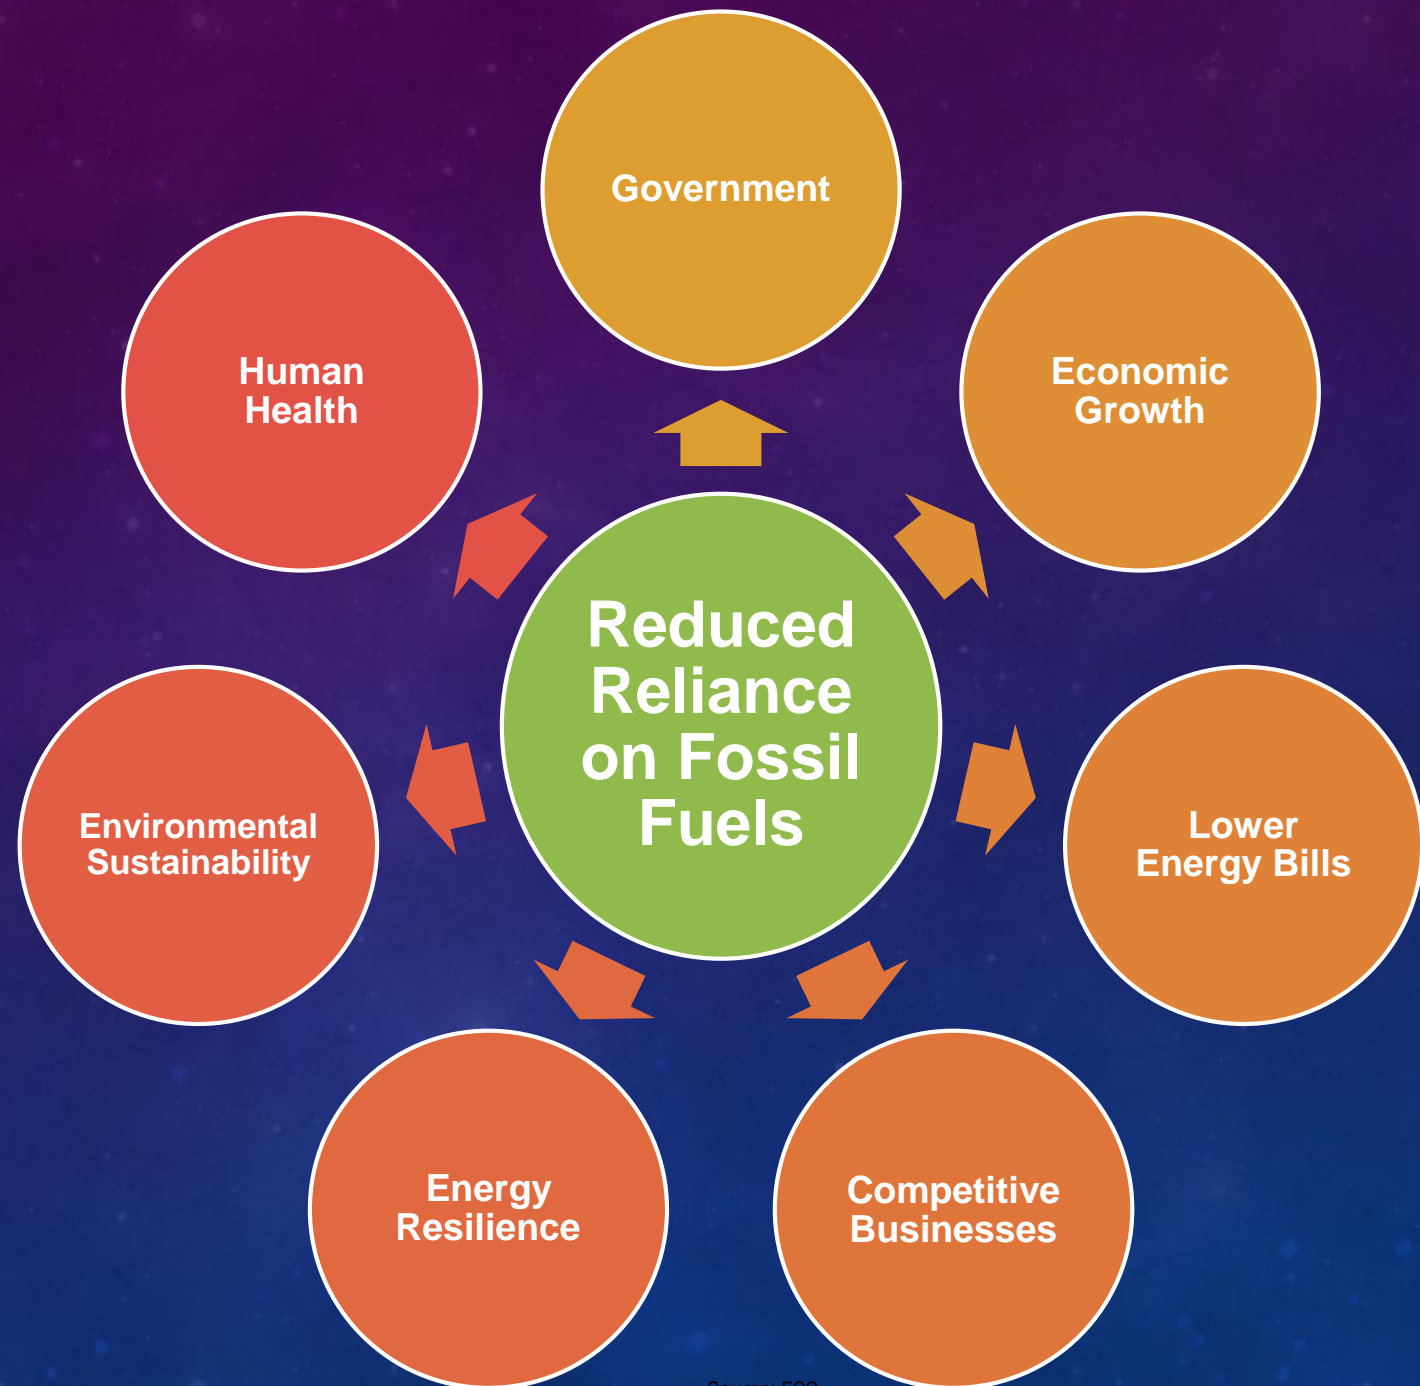 Government
Human
Health
Economic
Growth
Reduced
Reliance
on Fossil
Fuels
Environmental
Sustainability
Lower
Energy Bills
Energy
Resilience
Competitive
Businesses